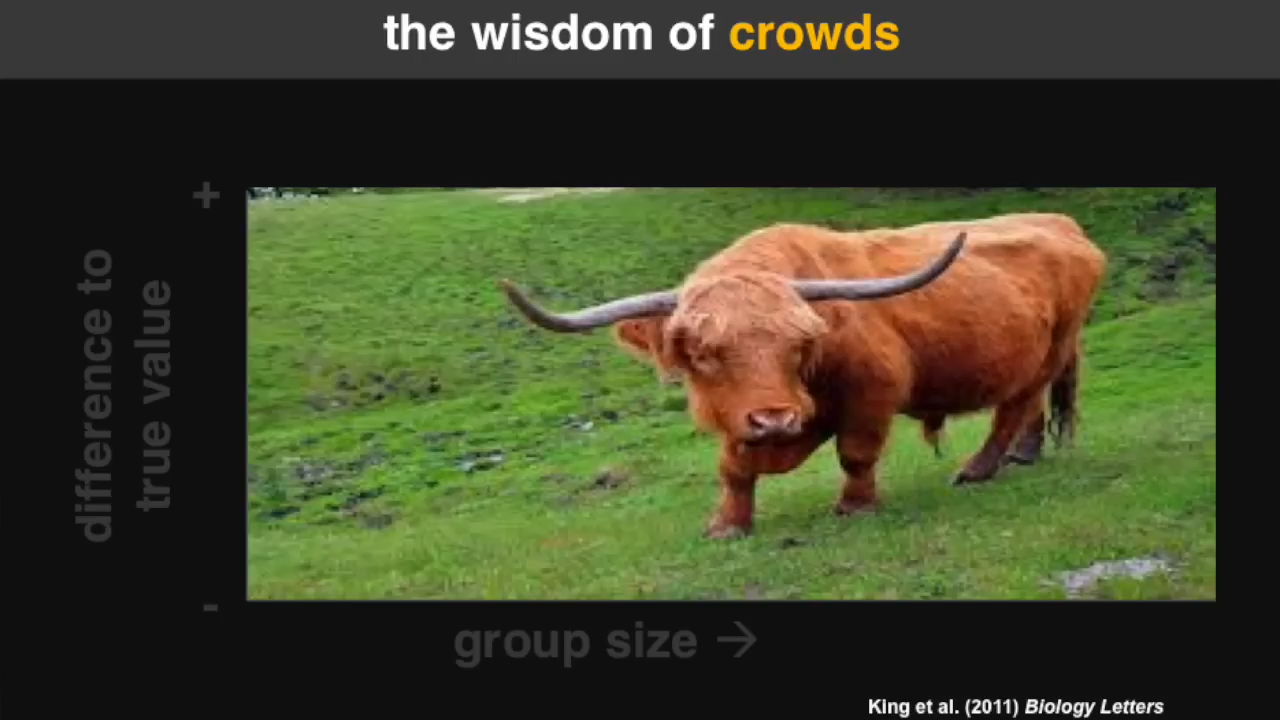 the wisdom of crowds
+
difference to
true value
-
group size →
King et al. (2011) Biology Letters